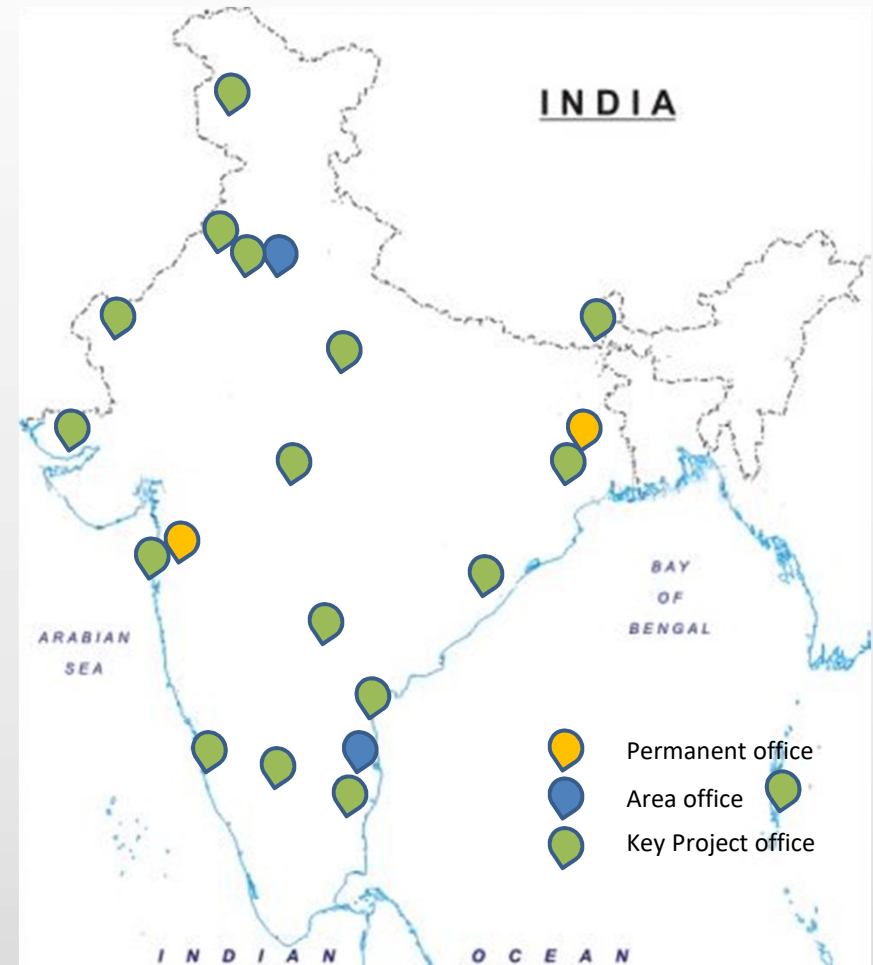 INDIA
BAY
OF
BENGAL
ARABIAN
SEA
Permanent office
Area office
Key Project office
INDIAN OCEAN